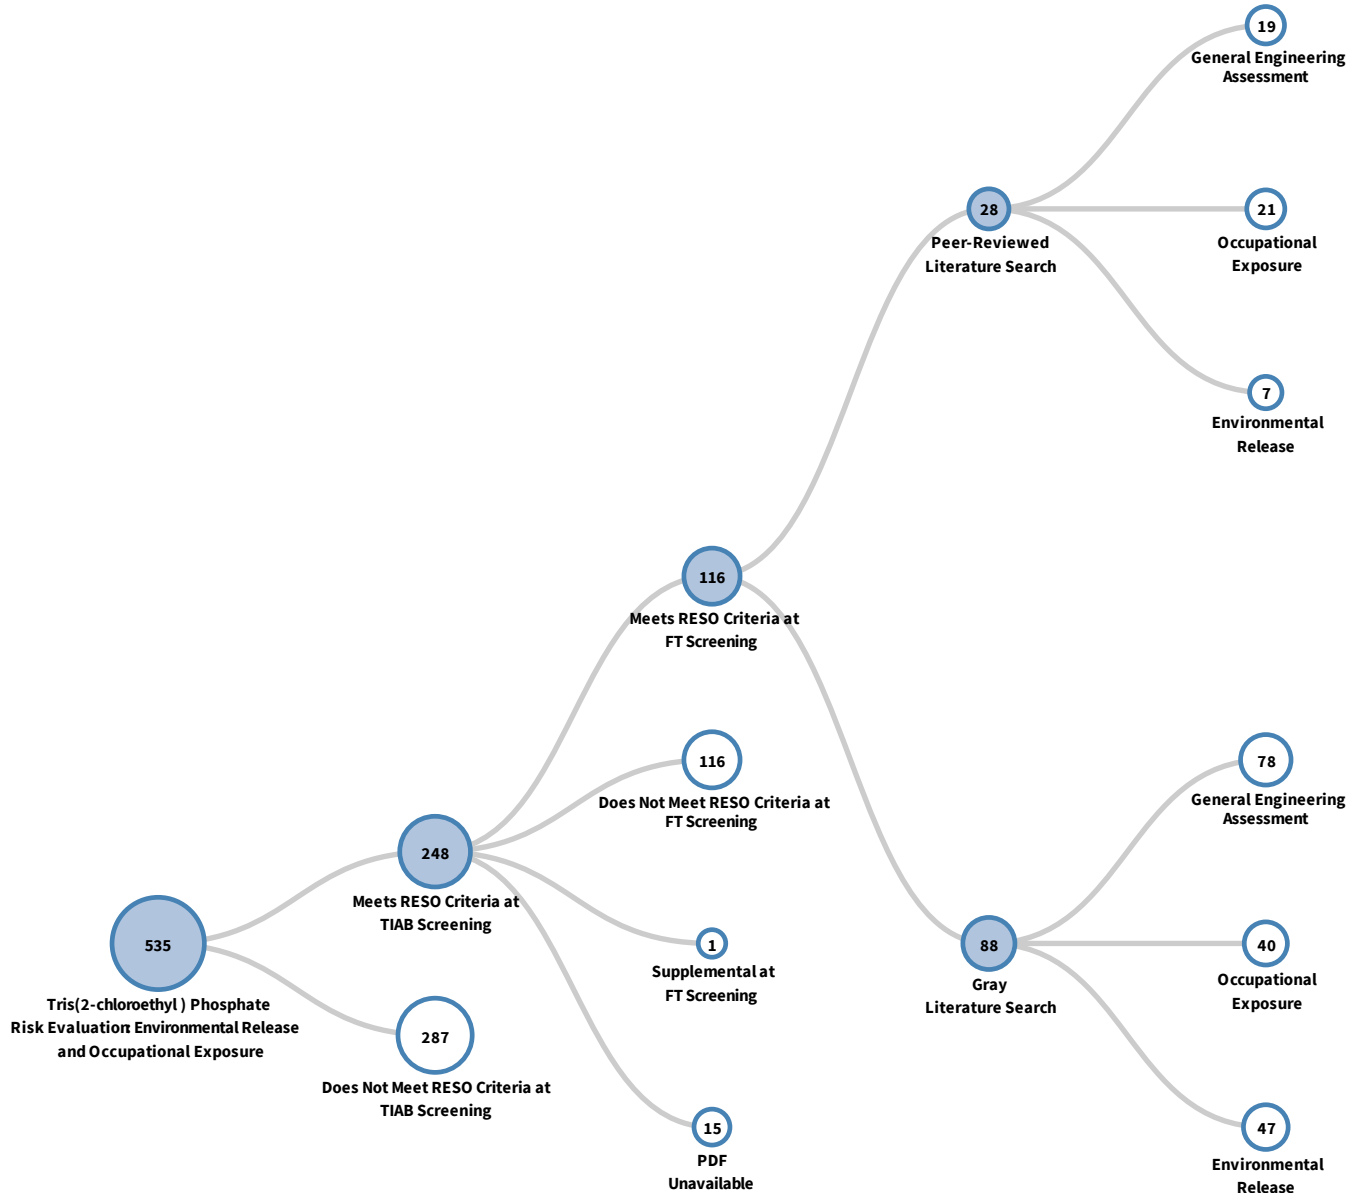 19
General Engineering
Assessment
28
Peer-Reviewed
Literature Search
21
Occupational
Exposure
7
Environmental
Release
116
Meets RESO Criteria at
FT Screening
116
Does Not Meet RESO Criteria at
FT Screening
78
General Engineering
Assessment
248
Meets RESO Criteria at
TIAB Screening
535
Tris(2-chloroethyl ) Phosphate
Risk Evaluation: Environmental Release
and Occupational Exposure
1
Supplemental at
FT Screening
88
Gray
Literature Search
40
Occupational
Exposure
287
Does Not Meet RESO Criteria at
TIAB Screening
15
PDF
Unavailable
47
Environmental
Release